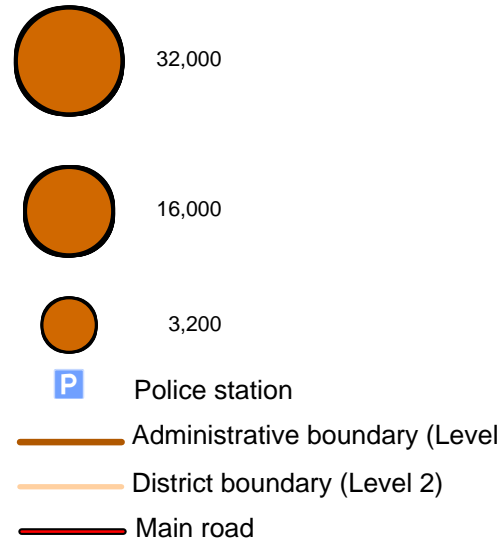 32,000
16,000
3,200
P Police station
Administrative boundary (Level
District boundary (Level 2)
Main road